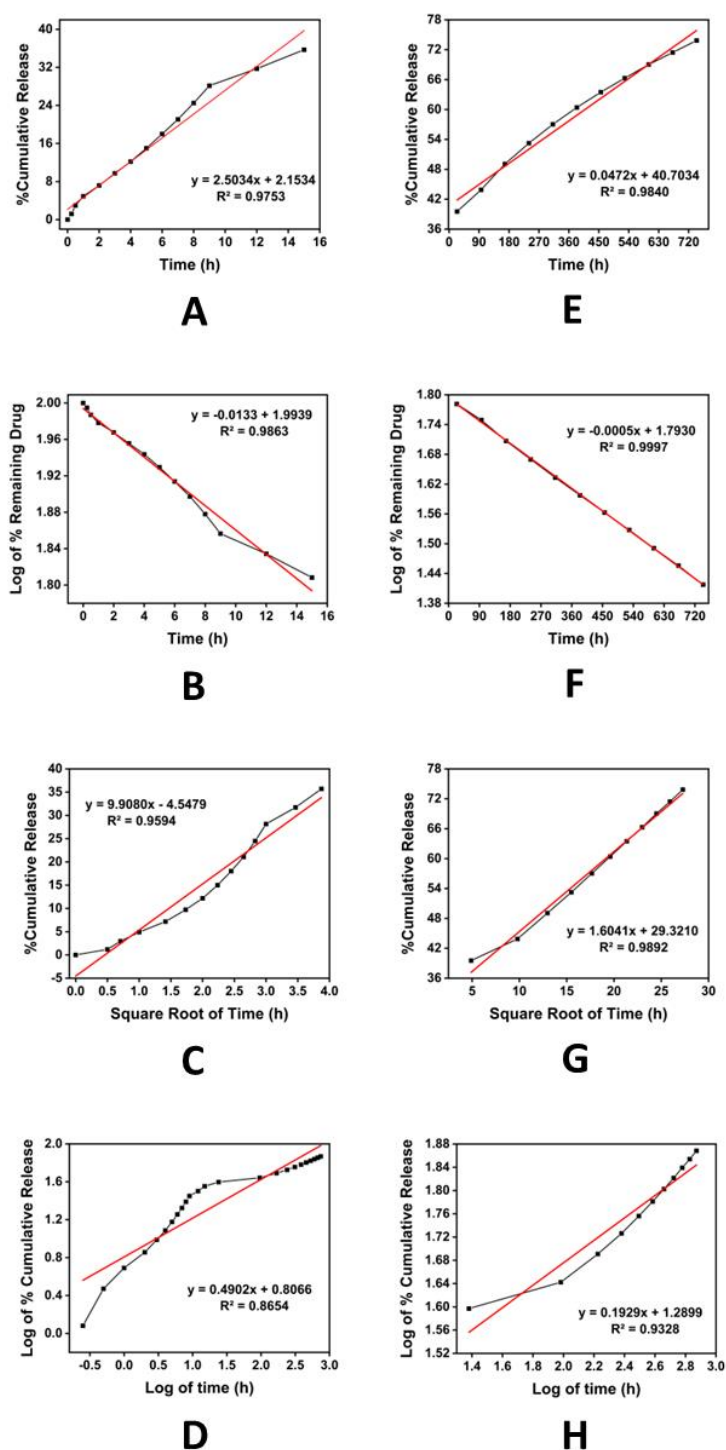 40
32
24
16
8
0
%Cumulative Release
y = 2.5034x + 2.1534
R² = 0.9753
0 2 4 6 8 10 12 14 16
Time (h)
A
78
72
66
60
54
48
42
36
%Cumulative Release
y = 0.0472x + 40.7034
R² = 0.9840
0 90 180 270 360 450 540 630 720
Time (h)
E
2.00
1.96
1.92
1.88
1.84
1.80
Log of % Remaining Drug
y = -0.0133 + 1.9939
R² = 0.9863
0 2 4 6 8 10 12 14 16
Time (h)
B
1.80
1.74
1.68
1.62
1.56
1.50
1.44
1.38
Log of % Remaining Drug
y = -0.0005x + 1.7930
R² = 0.9997
0 90 180 270 360 450 540 630 720
Time (h)
F
40
35
30
25
20
15
10
5
0
-5
%Cumulative Release
y = 9.9080x - 4.5479
R² = 0.9594
0.0 0.5 1.0 1.5 2.0 2.5 3.0 3.5 4.0
Square Root of Time (h)
C
78
72
66
60
54
48
42
36
%Cumulative Release
y = 1.6041x + 29.3210
R² = 0.9892
5 10 15 20 25 30
Square Root of Time (h)
G
2.0
1.6
1.2
0.8
0.4
0.0
Log of % Cumulative Release
y = 0.4902x + 0.8066
R² = 0.8654
-0.5 0.0 0.5 1.0 1.5 2.0 2.5 3.0
Log of time (h)
D
1.88
1.84
1.80
1.76
1.72
1.68
1.64
1.60
1.56
1.52
Log of % Cumulative Release
y = 0.1929x + 1.2899
R² = 0.9328
1.4 1.6 1.8 2.0 2.2 2.4 2.6 2.8 3.0
Log of time (h)
H